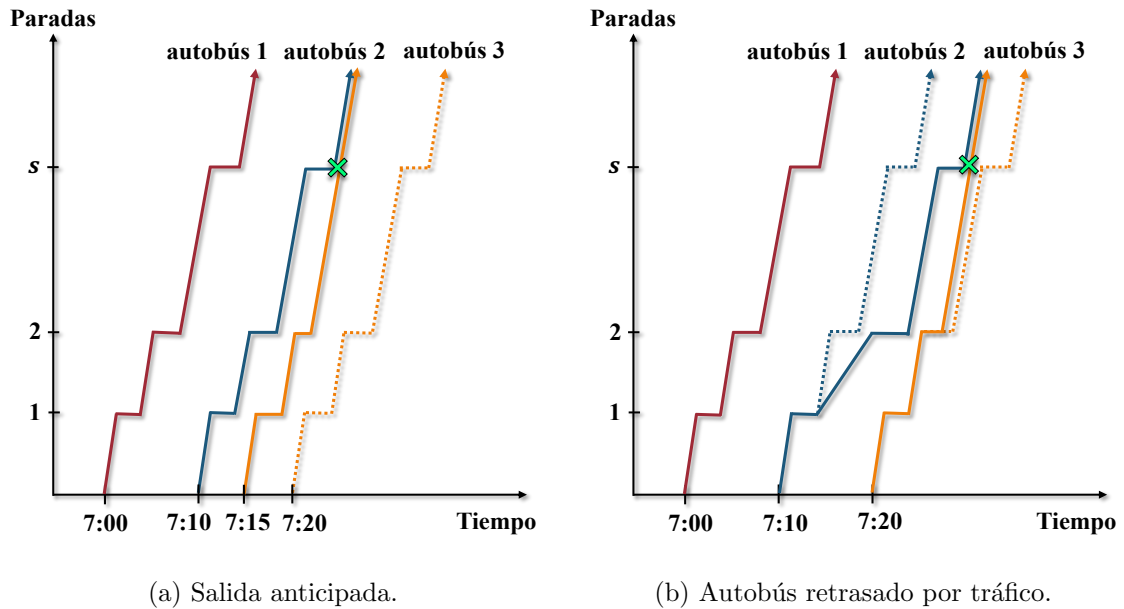 Paradas
autobús 1 autobús 2 autobús 3
s
2
1
7:00 7:10 7:15 7:20 Tiempo
(a) Salida anticipada.
Paradas
autobús 1 autobús 2 autobús 3
s
2
1
7:00 7:10 7:20 Tiempo
(b) Autobús retrasado por tráfico.